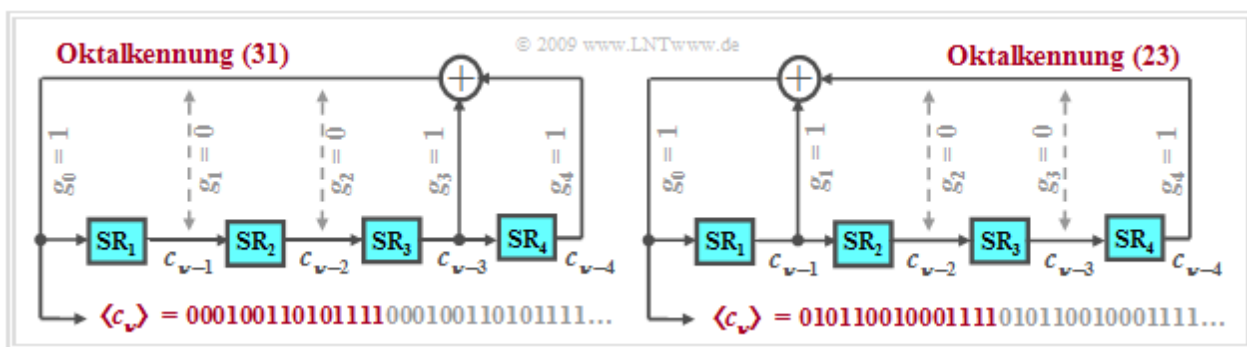 © 2009 www.LNTwww.de
Oktalkennung (31)
g₀ = 1
g₁ = 0
g₂ = 0
g₃ = 1
g₄ = 1
SR₁
SR₂
SR₃
SR₄
c𝝂–1
c𝝂–2
c𝝂–3
c𝝂–4
⟨c𝝂⟩ = 000100110101111000100110101111...
Oktalkennung (23)
g₀ = 1
g₁ = 1
g₂ = 0
g₃ = 0
g₄ = 1
SR₁
SR₂
SR₃
SR₄
c𝝂–1
c𝝂–2
c𝝂–3
c𝝂–4
⟨c𝝂⟩ = 010110010001111010110010001111...